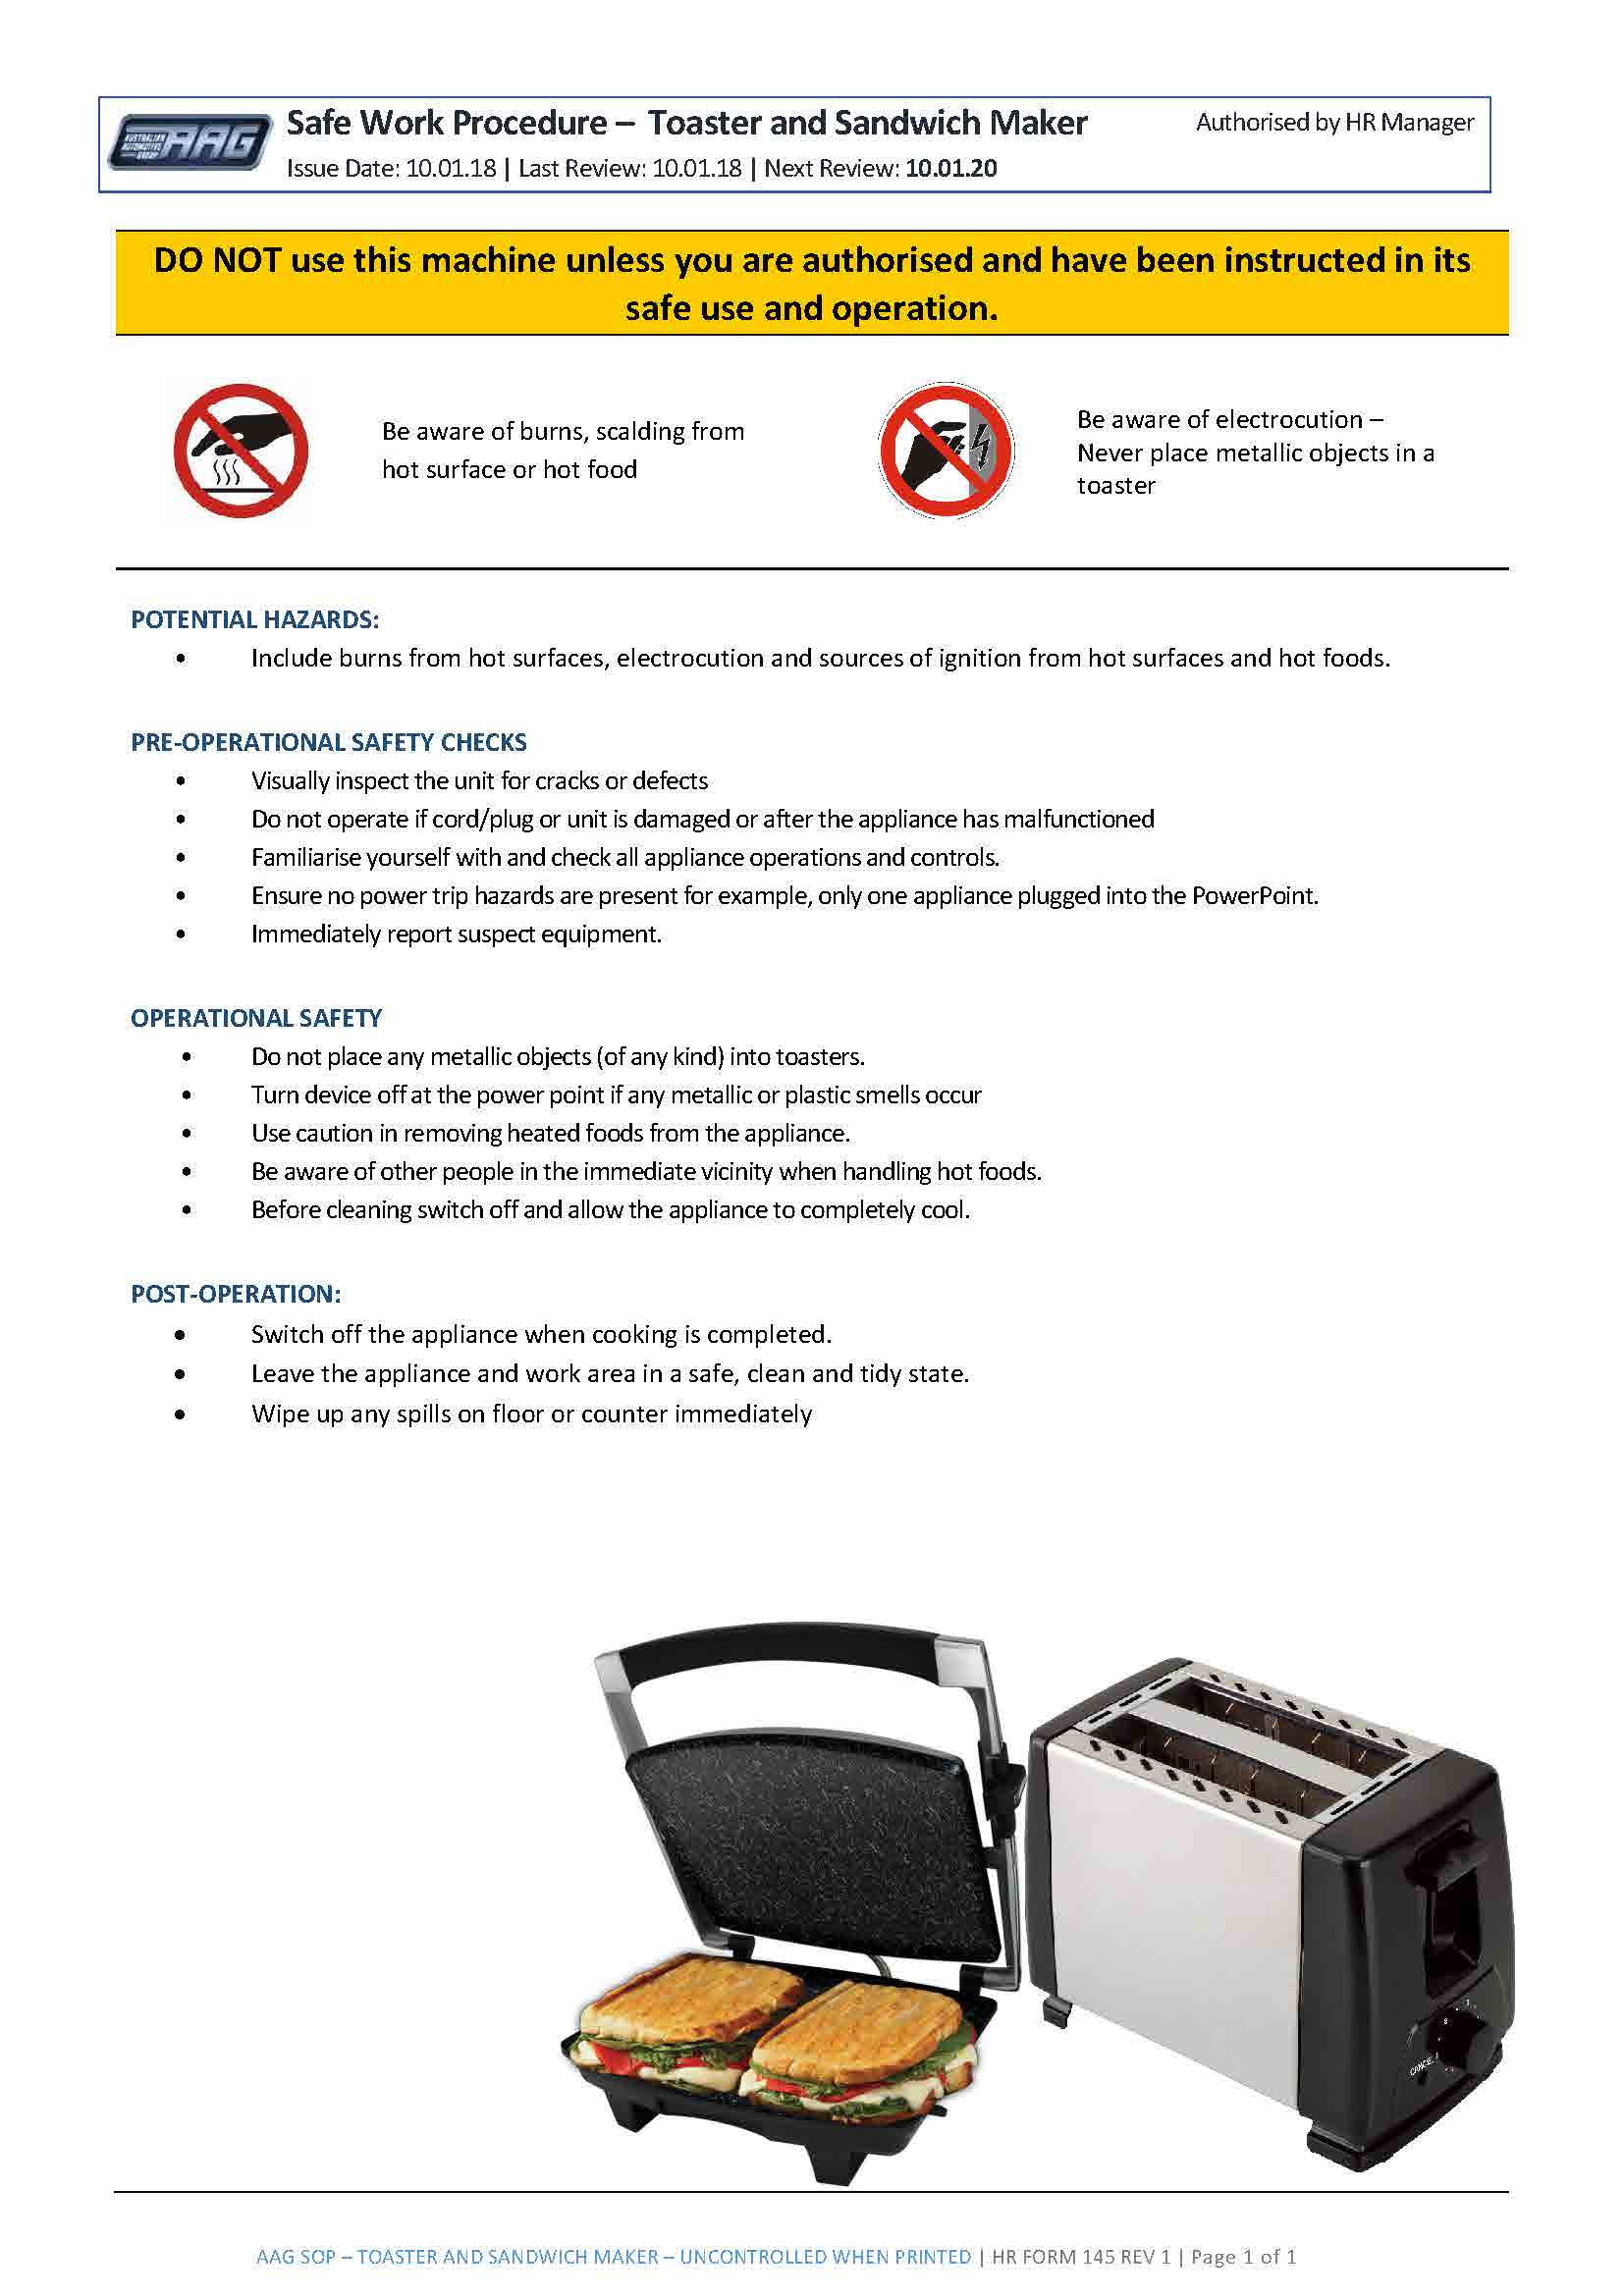 AUSTRALIAN
AUTOMOTIVE
GROUP
AAG
Safe Work Procedure – Toaster and Sandwich Maker
Authorised by HR Manager
Issue Date: 10.01.18 | Last Review: 10.01.18 | Next Review: 10.01.20
DO NOT use this machine unless you are authorised and have been instructed in its
safe use and operation.
Be aware of burns, scalding from
hot surface or hot food
Be aware of electrocution –
Never place metallic objects in a
toaster
POTENTIAL HAZARDS:
• Include burns from hot surfaces, electrocution and sources of ignition from hot surfaces and hot foods.
PRE-OPERATIONAL SAFETY CHECKS
• Visually inspect the unit for cracks or defects
• Do not operate if cord/plug or unit is damaged or after the appliance has malfunctioned
• Familiarise yourself with and check all appliance operations and controls.
• Ensure no power trip hazards are present for example, only one appliance plugged into the PowerPoint.
• Immediately report suspect equipment.
OPERATIONAL SAFETY
• Do not place any metallic objects (of any kind) into toasters.
• Turn device off at the power point if any metallic or plastic smells occur
• Use caution in removing heated foods from the appliance.
• Be aware of other people in the immediate vicinity when handling hot foods.
• Before cleaning switch off and allow the appliance to completely cool.
POST-OPERATION:
• Switch off the appliance when cooking is completed.
• Leave the appliance and work area in a safe, clean and tidy state.
• Wipe up any spills on floor or counter immediately
CANCEL
AAG SOP – TOASTER AND SANDWICH MAKER – UNCONTROLLED WHEN PRINTED | HR FORM 145 REV 1 | Page 1 of 1